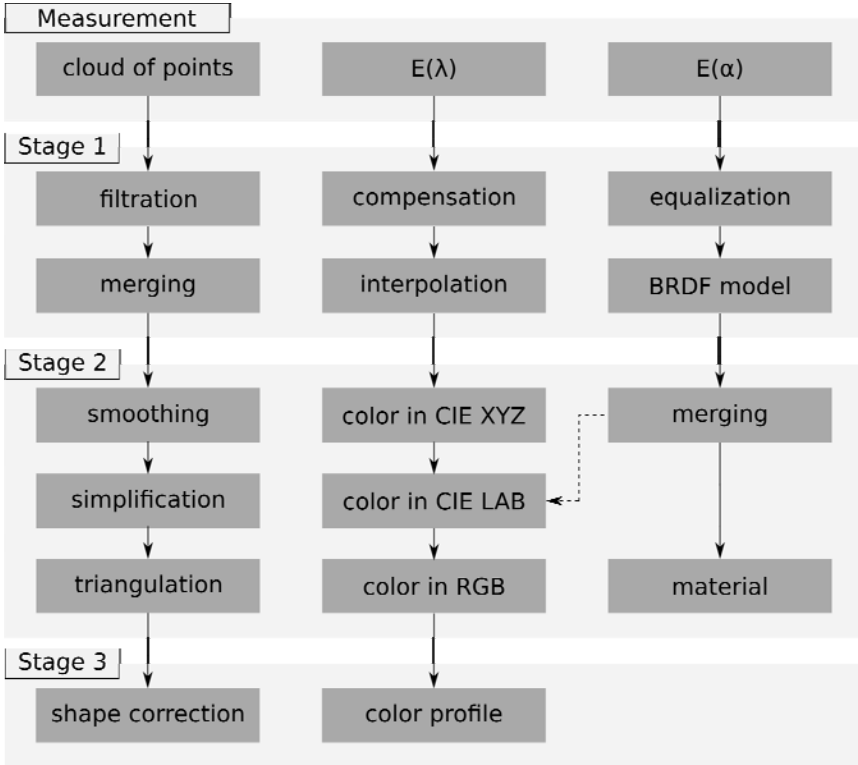 Measurement
cloud of points
E(λ)
E(α)
Stage 1
filtration
compensation
equalization
merging
interpolation
BRDF model
Stage 2
smoothing
color in CIE XYZ
merging
simplification
color in CIE LAB
triangulation
color in RGB
material
Stage 3
shape correction
color profile